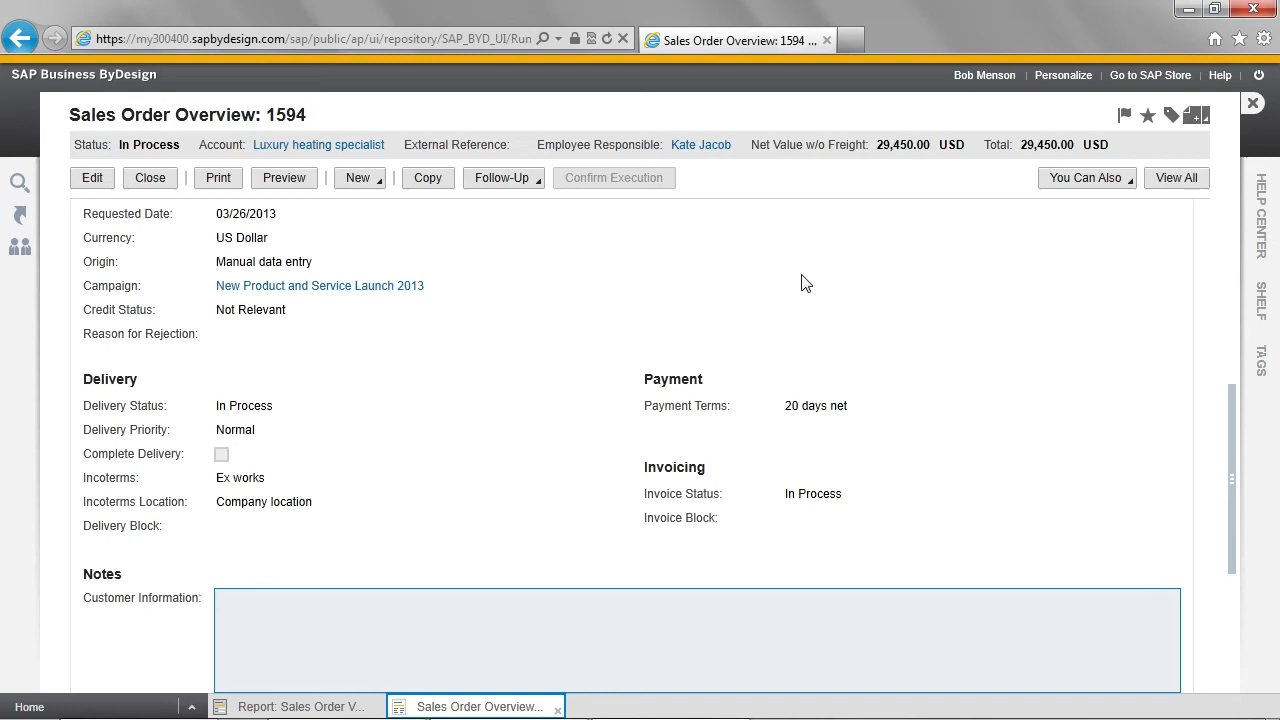 https://my300400.sapbydesign.com/sap/public/ap/ui/repository/SAP_BYD_UI/Run
Sales Order Overview: 1594 ...
SAP Business ByDesign
Bob Menson | Personalize | Go to SAP Store | Help
Sales Order Overview: 1594
Status: In Process Account: Luxury heating specialist External Reference: Employee Responsible: Kate Jacob Net Value w/o Freight: 29,450.00 USD Total: 29,450.00 USD
Edit Close | Print Preview | New | Copy Follow-Up Confirm Execution You Can Also View All
Requested Date: 03/26/2013
Currency: US Dollar
Origin: Manual data entry
Campaign: New Product and Service Launch 2013
Credit Status: Not Relevant
Reason for Rejection:
Delivery
Delivery Status: In Process
Delivery Priority: Normal
Complete Delivery:
Incoterms: Ex works
Incoterms Location: Company location
Delivery Block:
Payment
Payment Terms: 20 days net
Invoicing
Invoice Status: In Process
Invoice Block:
Notes
Customer Information:
HELP CENTER
SHELF
TAGS
Home
Report: Sales Order V...
Sales Order Overview...